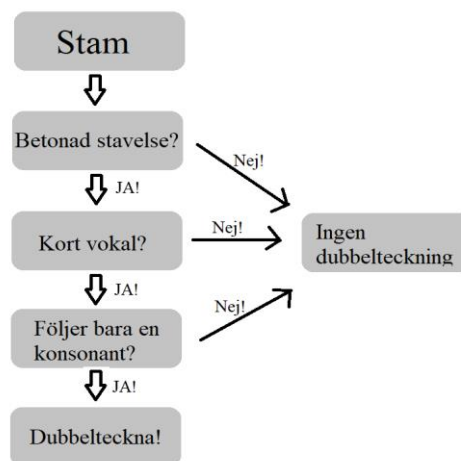 Stam
Betonad stavelse?
Nej!
JA!
Kort vokal?
Nej!
Ingen
dubbelteckning
JA!
Följer bara en
konsonant?
Nej!
JA!
Dubbelteckna!